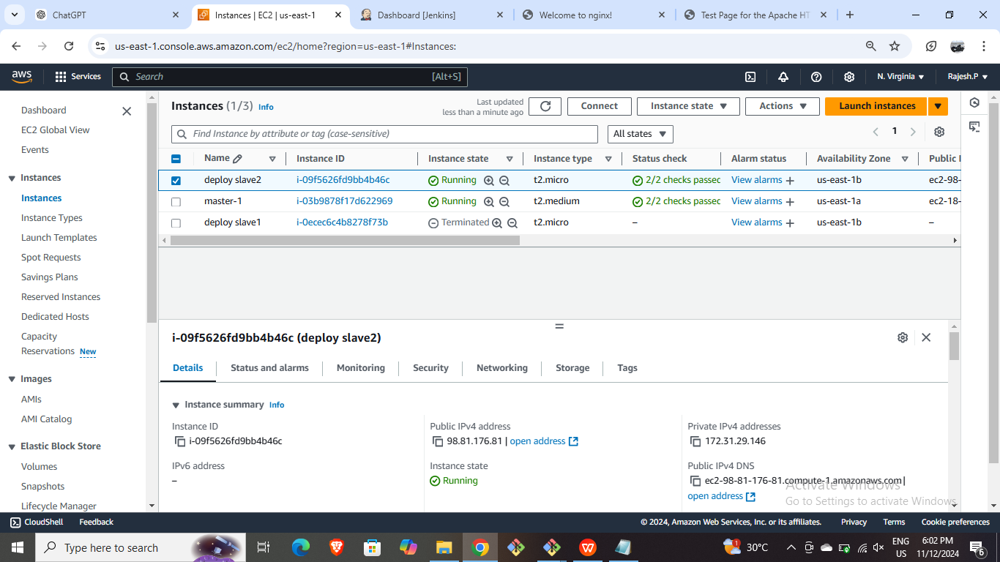 ChatGPT
Instances | EC2 | us-east-1
Dashboard [Jenkins]
Welcome to nginx!
Test Page for the Apache HT
us-east-1.console.aws.amazon.com/ec2/home?region=us-east-1#Instances:
aws
Services
Search
[Alt+S]
N. Virginia
Rajesh.P
Dashboard
EC2 Global View
Events
Instances
Instances
Instance Types
Launch Templates
Spot Requests
Savings Plans
Reserved Instances
Dedicated Hosts
Capacity
Reservations New
Images
AMIs
AMI Catalog
Elastic Block Store
Volumes
Snapshots
Lifecycle Manager
Instances (1/3) Info
Last updated
less than a minute ago
Connect
Instance state
Actions
Launch instances
Find Instance by attribute or tag (case-sensitive)
All states
1
Name Instance ID Instance state Instance type Status check Alarm status Availability Zone Public I
deploy slave2 i-09f5626fd9bb4b46c Running t2.micro 2/2 checks passec View alarms + us-east-1b ec2-98-
master-1 i-03b9878f17d622969 Running t2.medium 2/2 checks passec View alarms + us-east-1a ec2-18-
deploy slave1 i-0ecec6c4b8278f73b Terminated t2.micro – View alarms + us-east-1b –
i-09f5626fd9bb4b46c (deploy slave2)
Details Status and alarms Monitoring Security Networking Storage Tags
Instance summary Info
Instance ID
i-09f5626fd9bb4b46c
Public IPv4 address
98.81.176.81 | open address
Private IPv4 addresses
172.31.29.146
IPv6 address
–
Instance state
Running
Public IPv4 DNS
ec2-98-81-176-81.compute-1.amazonaws.com |
open address
Activate Windows
Go to Settings to activate Windows.
CloudShell Feedback
© 2024, Amazon Web Services, Inc. or its affiliates. Privacy Terms Cookie preferences
Type here to search
30°C
ENG
US
6:02 PM
11/12/2024
6